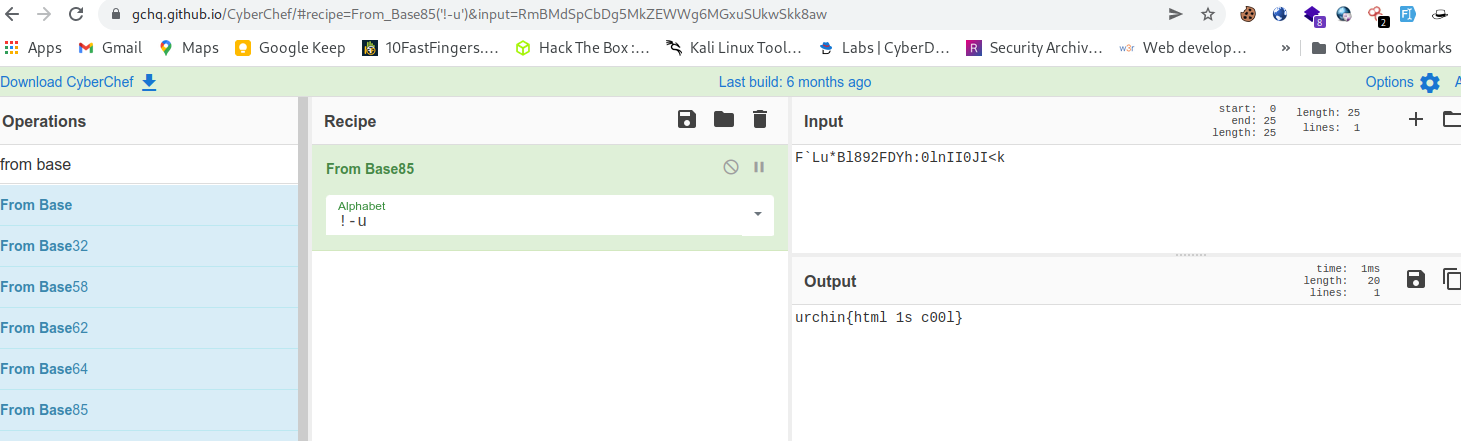 gchq.github.io/CyberChef/#recipe=From_Base85('!-u')&input=RmBMdSpCbDg5MkZEWWg6MGxuSUkwSkk8aw
8
2
Apps Gmail Maps Google Keep 10FastFingers.... Hack The Box :... Kali Linux Tool... Labs | CyberD... R Security Archiv... w3r Web develop... » Other bookmarks
Download CyberChef Last build: 6 months ago Options A
Operations Recipe Input
start: 0
end: 25
length: 25
length: 25
lines: 1
from base
From Base85
F`Lu*Bl892FDYh:0lnII0JI<k
From Base
From Base32
From Base58
From Base62
From Base64
From Base85
Alphabet
!-u
Output
time: 1ms
length: 20
lines: 1
urchin{html 1s c00l}